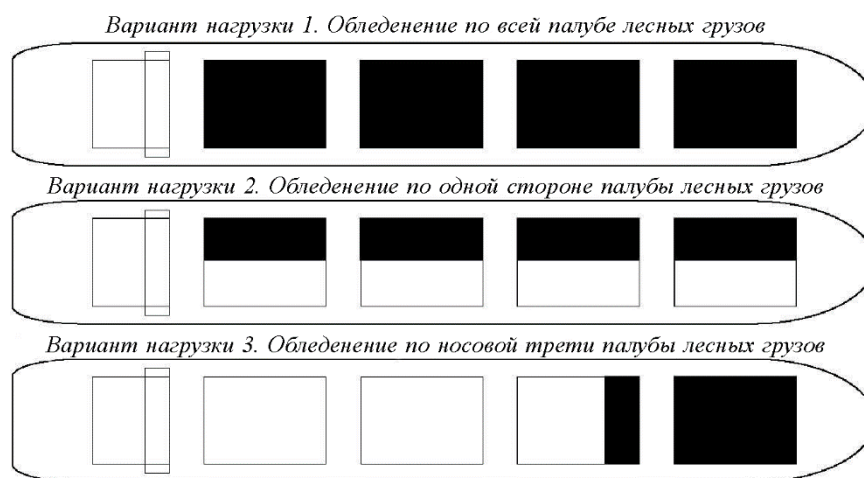 Вариант нагрузки 1. Обледенение по всей палубе лесных грузов
Вариант нагрузки 2. Обледенение по одной стороне палубы лесных грузов
Вариант нагрузки 3. Обледенение по носовой трети палубы лесных грузов